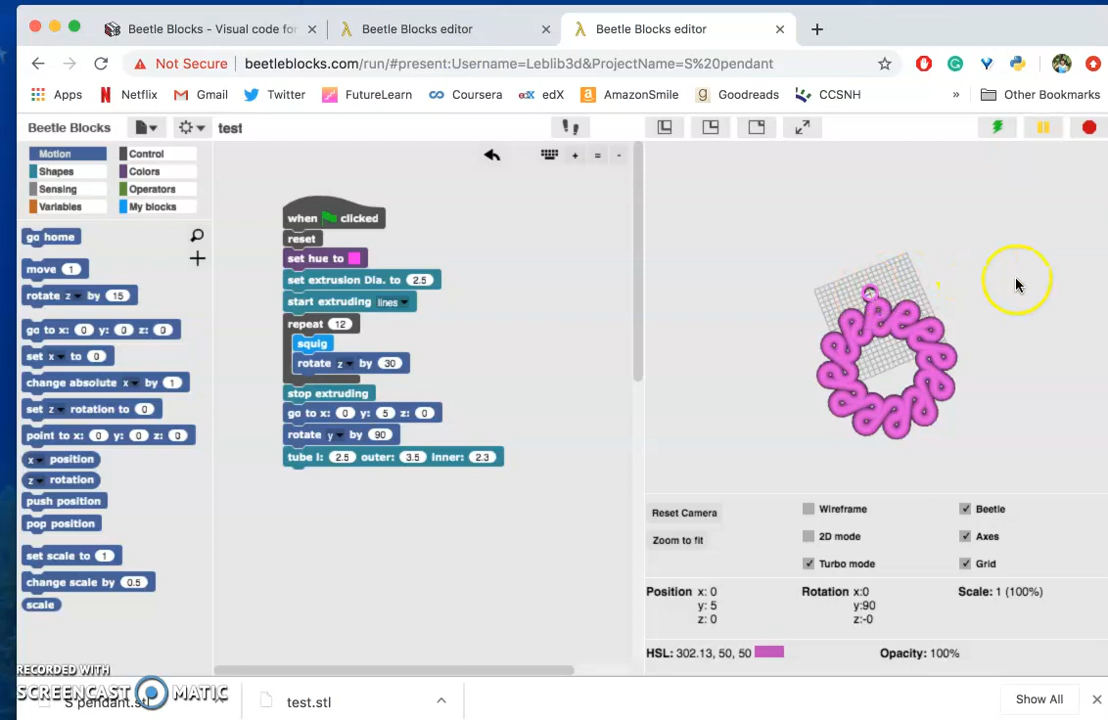 Beetle Blocks - Visual code for
Beetle Blocks editor
Beetle Blocks editor
Not Secure
beetleblocks.com/run/#present:Username=Leblib3d&ProjectName=S%20pendant
Apps
Netflix
Gmail
Twitter
FutureLearn
Coursera
edX edX
AmazonSmile
Goodreads
CCSNH
»
Other Bookmarks
Beetle Blocks
test
Motion
Control
Shapes
Colors
Sensing
Operators
Variables
My blocks
go home
move 1
rotate z by 15
go to x: 0 y: 0 z: 0
set x to 0
change absolute x by 1
set z rotation to 0
point to x: 0 y: 0 z: 0
x position
z rotation
push position
pop position
set scale to 1
change scale by 0.5
scale
when clicked
reset
set hue to
set extrusion Dia. to 2.5
start extruding lines
repeat 12
squig
rotate z by 30
stop extruding
go to x: 0 y: 5 z: 0
rotate y by 90
tube l: 2.5 outer: 3.5 inner: 2.3
+ = -
Reset Camera
Zoom to fit
Wireframe
2D mode
Turbo mode
Beetle
Axes
Grid
Position x: 0
y: 5
z: 0
Rotation x:0
y:90
z:-0
Scale: 1 (100%)
HSL: 302.13, 50, 50
Opacity: 100%
RECORDED WITH
SCREENCAST MATIC
S pendant.stl
test.stl
Show All